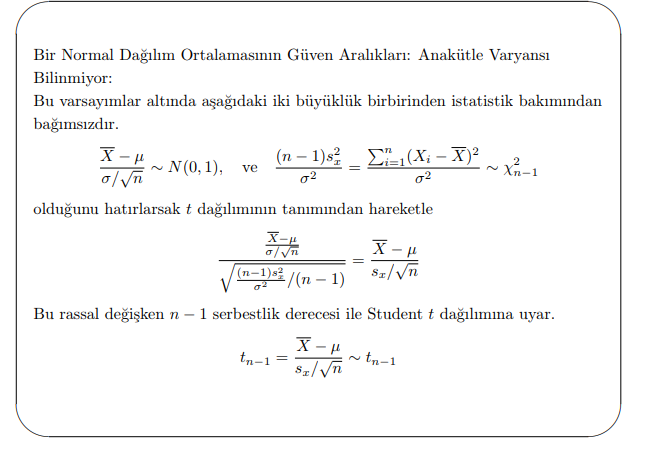 Bir Normal Dağılım Ortalamasının Güven Aralıkları: Anakütle Varyansı
Bilinmiyor:
Bu varsayımlar altında aşağıdaki iki büyüklük birbirinden istatistik bakımından
bağımsızdır.
$\frac{\overline{X}-\mu}{\sigma/\sqrt{n}} \sim N(0,1), \quad \text{ve} \quad \frac{(n-1)s_x^2}{\sigma^2} = \frac{\sum_{i=1}^{n}(X_i-\overline{X})^2}{\sigma^2} \sim \chi_{n-1}^2$
olduğunu hatırlarsak t dağılımının tanımından hareketle
$\frac{\frac{\overline{X}-\mu}{\sigma/\sqrt{n}}}{\sqrt{\frac{(n-1)s_x^2}{\sigma^2}/(n-1)}} = \frac{\overline{X}-\mu}{s_x/\sqrt{n}}$
Bu rassal değişken n − 1 serbestlik derecesi ile Student t dağılımına uyar.
$t_{n-1} = \frac{\overline{X}-\mu}{s_x/\sqrt{n}} \sim t_{n-1}$